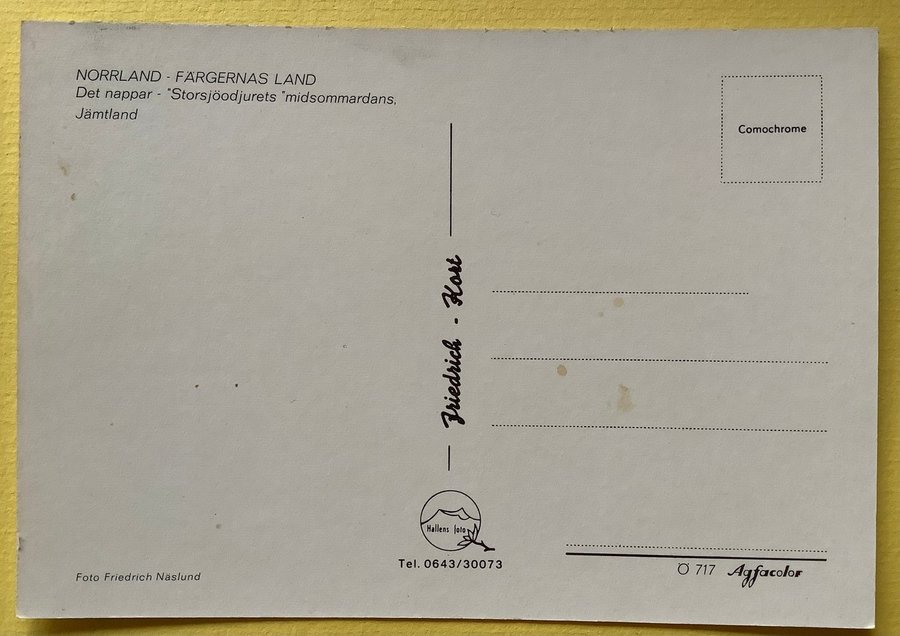 NORRLAND - FÄRGERNAS LAND
Det nappar - "Storsjöodjurets "midsommardans,
Jämtland
Comochrome
Friedrich - Kort
Hallens foto
Tel. 0643/30073
Foto Friedrich Näslund
Ö 717 Agfacolor